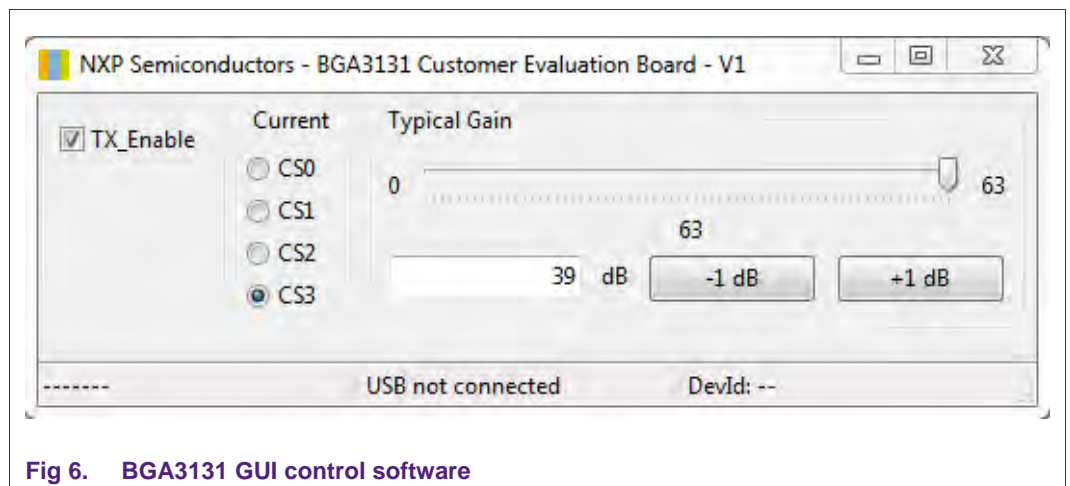 NXP Semiconductors - BGA3131 Customer Evaluation Board - V1
TX_Enable
Current
CS0
CS1
CS2
CS3
Typical Gain
0
63
63
39 dB
-1 dB
+1 dB
------- USB not connected DevId: --
Fig 6. BGA3131 GUI control software